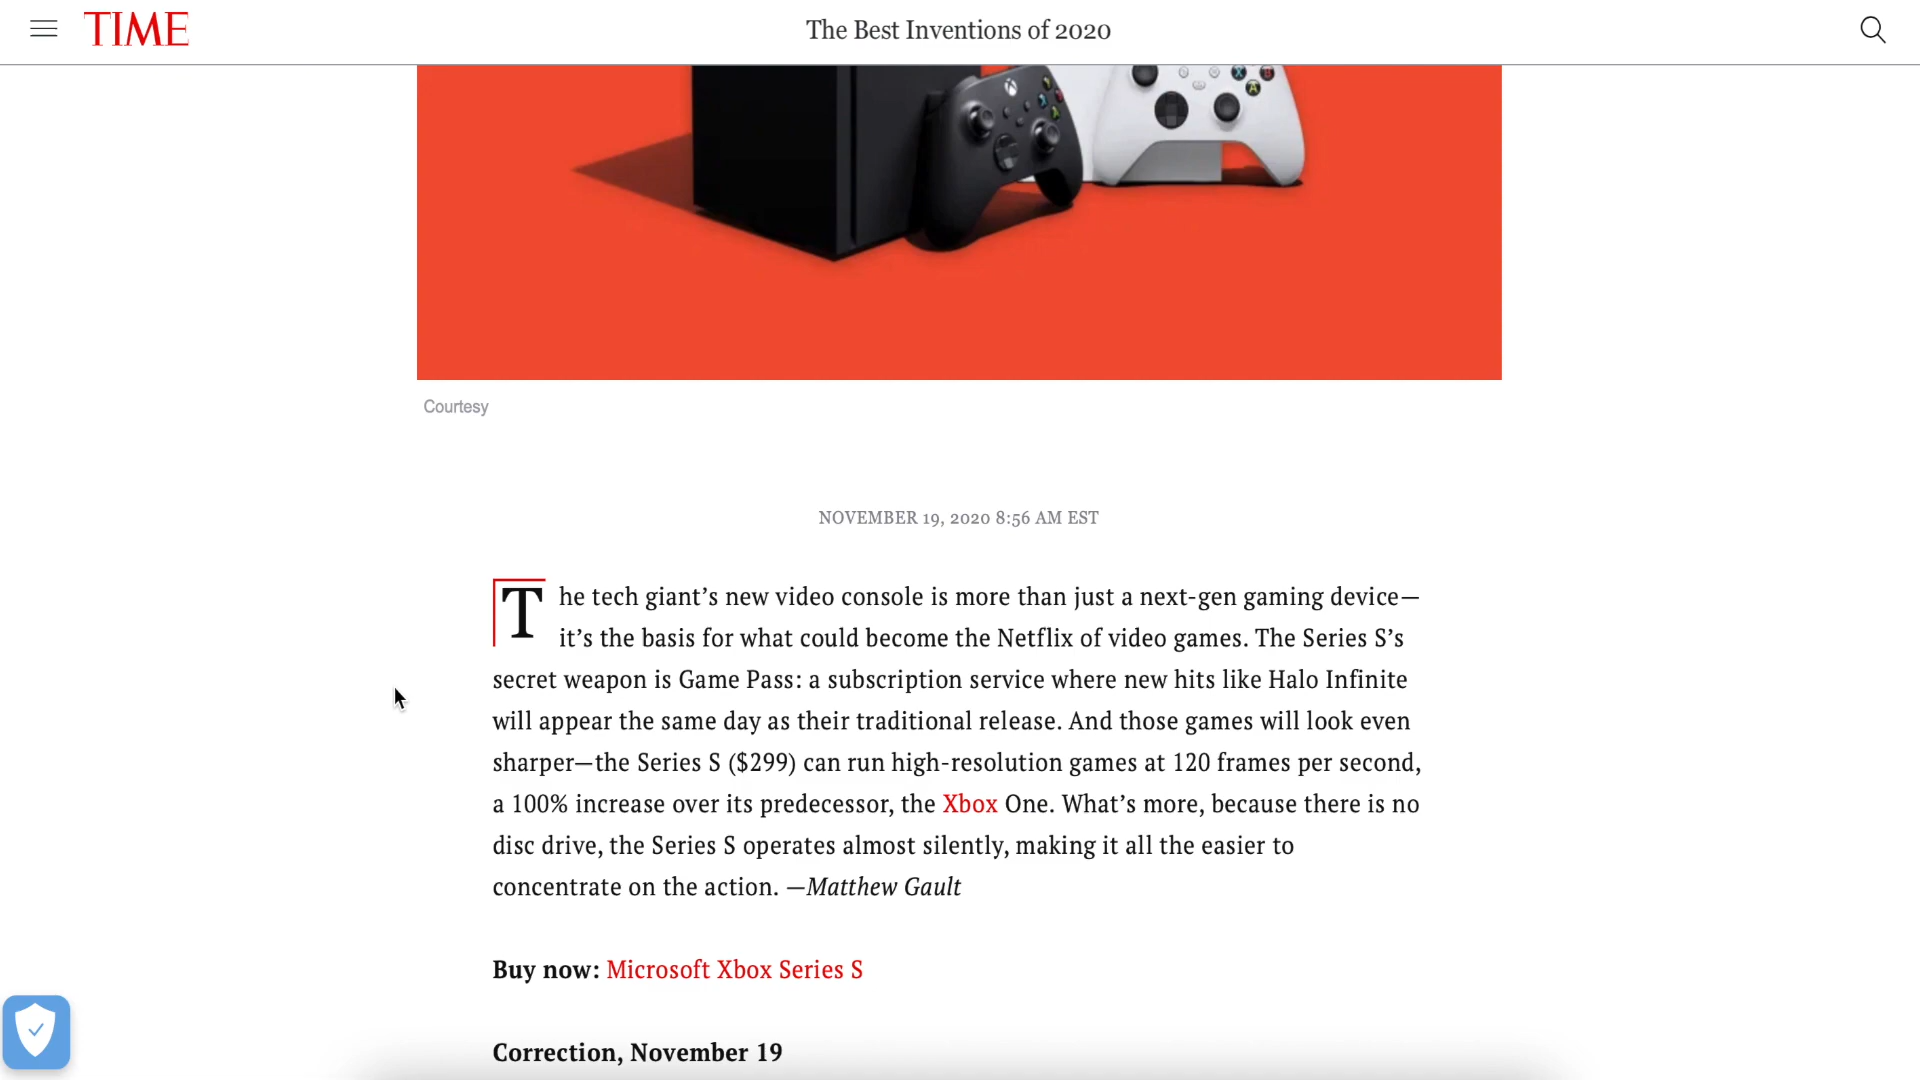 TIME
The Best Inventions of 2020
X
B
A
Y
B
X
A
Courtesy
NOVEMBER 19, 2020 8:56 AM EST
The tech giant’s new video console is more than just a next-gen gaming device—
it’s the basis for what could become the Netflix of video games. The Series S’s
secret weapon is Game Pass: a subscription service where new hits like Halo Infinite
will appear the same day as their traditional release. And those games will look even
sharper—the Series S ($299) can run high-resolution games at 120 frames per second,
a 100% increase over its predecessor, the Xbox One. What’s more, because there is no
disc drive, the Series S operates almost silently, making it all the easier to
concentrate on the action. —Matthew Gault
Buy now: Microsoft Xbox Series S
Correction, November 19